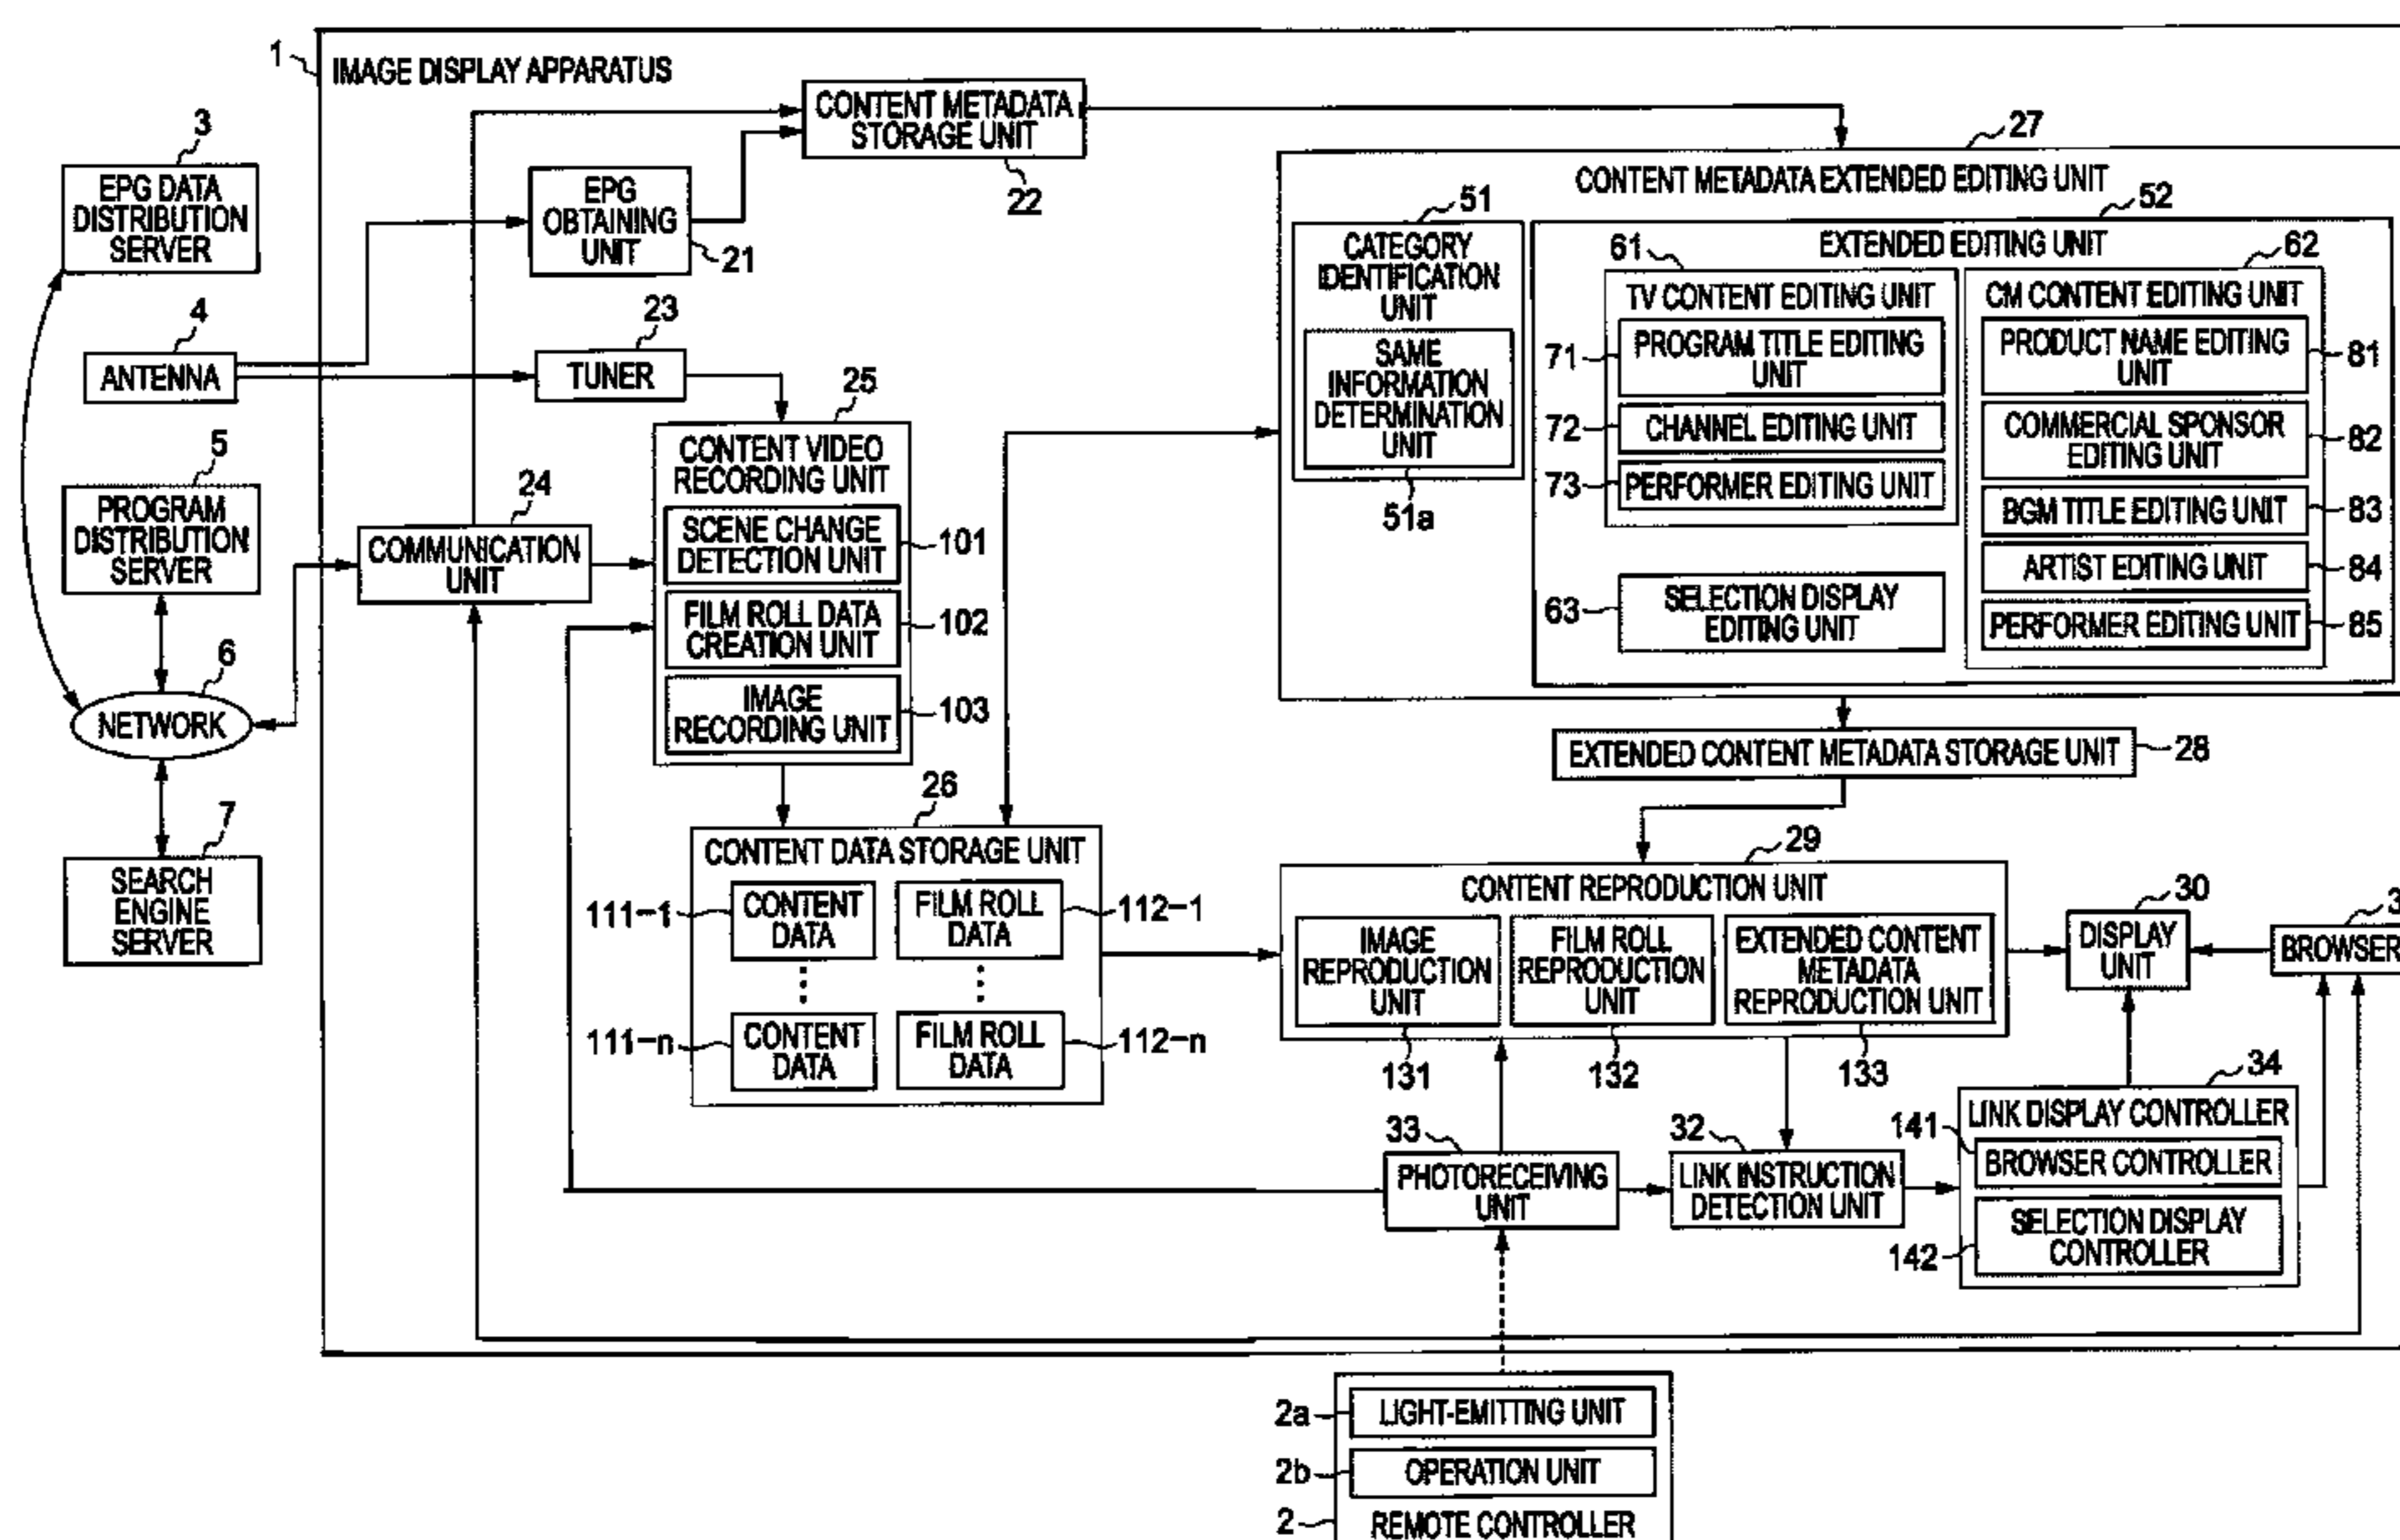 1
IMAGE DISPLAY APPARATUS
3
EPG DATA
DISTRIBUTION
SERVER
4
ANTENNA
5
PROGRAM
DISTRIBUTION
SERVER
6
NETWORK
7
SEARCH
ENGINE
SERVER
CONTENT METADATA
STORAGE UNIT
22
EPG
OBTAINING
UNIT
21
23
TUNER
24
COMMUNICATION
UNIT
25
CONTENT VIDEO
RECORDING UNIT
SCENE CHANGE
DETECTION UNIT
101
FILM ROLL DATA
CREATION UNIT
102
IMAGE
RECORDING UNIT
103
26
CONTENT DATA STORAGE UNIT
111-1
CONTENT
DATA
FILM ROLL
DATA
112-1
111-n
CONTENT
DATA
FILM ROLL
DATA
112-n
27
CONTENT METADATA EXTENDED EDITING UNIT
51
CATEGORY
IDENTIFICATION
UNIT
SAME
INFORMATION
DETERMINATION
UNIT
51a
52
EXTENDED EDITING UNIT
61
TV CONTENT EDITING UNIT
71
PROGRAM TITLE EDITING
UNIT
72
CHANNEL EDITING UNIT
73
PERFORMER EDITING UNIT
63
SELECTION DISPLAY
EDITING UNIT
62
CM CONTENT EDITING UNIT
PRODUCT NAME EDITING
UNIT
81
COMMERCIAL SPONSOR
EDITING UNIT
82
BGM TITLE EDITING UNIT
83
ARTIST EDITING UNIT
84
PERFORMER EDITING UNIT
85
EXTENDED CONTENT METADATA STORAGE UNIT
28
29
CONTENT REPRODUCTION UNIT
IMAGE
REPRODUCTION
UNIT
131
FILM ROLL
REPRODUCTION
UNIT
132
EXTENDED CONTENT
METADATA
REPRODUCTION UNIT
133
30
DISPLAY
UNIT
3
BROWSER
33
PHOTORECEIVING
UNIT
32
LINK INSTRUCTION
DETECTION UNIT
34
LINK DISPLAY CONTROLLER
141
BROWSER CONTROLLER
142
SELECTION DISPLAY
CONTROLLER
2a
LIGHT-EMITTING UNIT
2b
OPERATION UNIT
2
REMOTE CONTROLLER